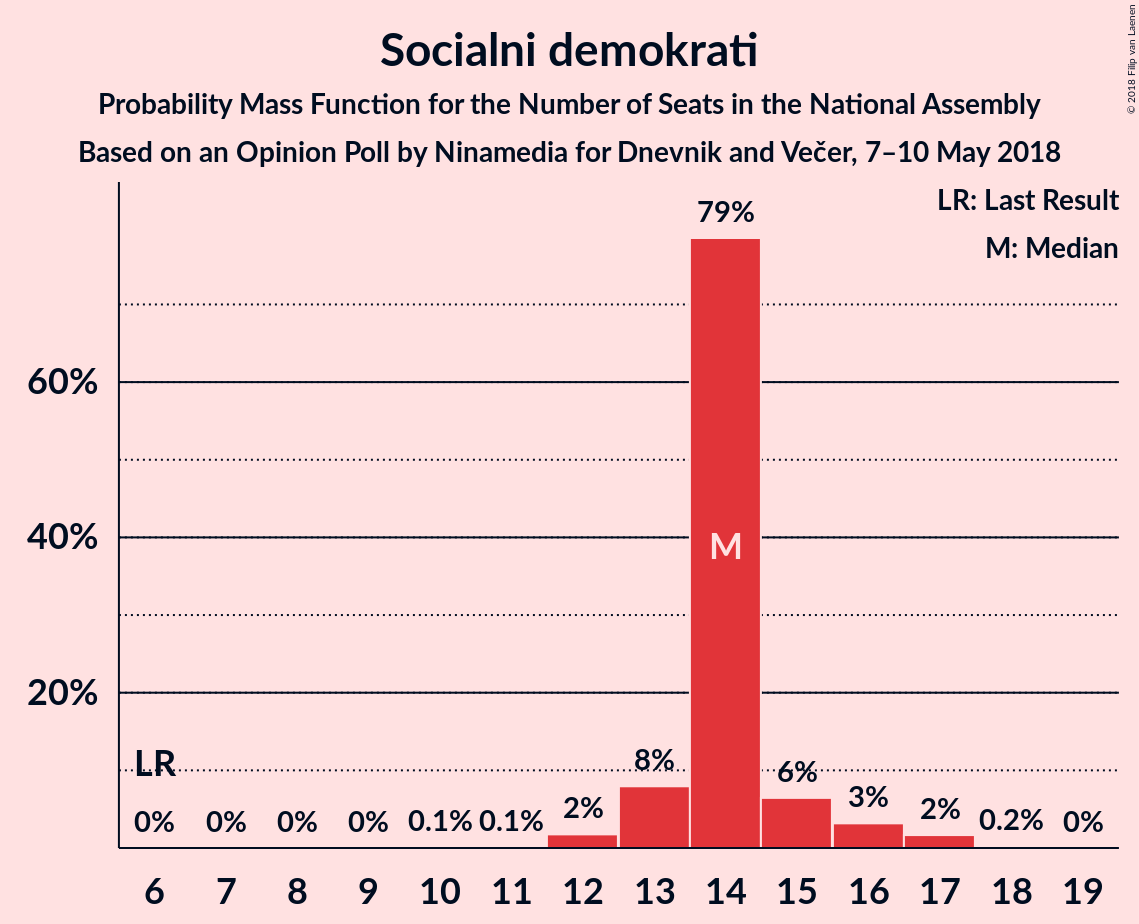 Socialni demokrati
Probability Mass Function for the Number of Seats in the National Assembly
Based on an Opinion Poll by Ninamedia for Dnevnik and Večer, 7–10 May 2018
© 2018 Filip van Laenen
LR: Last Result
M: Median
60%
40%
20%
LR
M
0% 0% 0% 0% 0.1% 0.1% 2% 8% 79% 6% 3% 2% 0.2% 0%
6 7 8 9 10 11 12 13 14 15 16 17 18 19